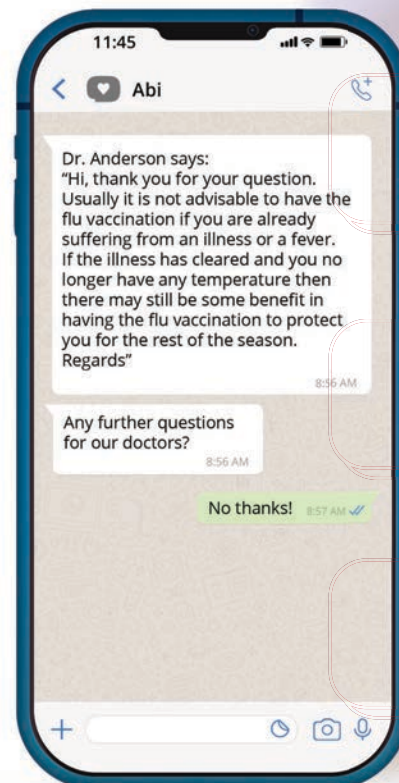 11:45
Abi
Dr. Anderson says:
“Hi, thank you for your question.
Usually it is not advisable to have the
flu vaccination if you are already
suffering from an illness or a fever.
If the illness has cleared and you no
longer have any temperature then
there may still be some benefit in
having the flu vaccination to protect
you for the rest of the season.
Regards”
8:56 AM
Any further questions
for our doctors?
8:56 AM
No thanks! 8:57 AM